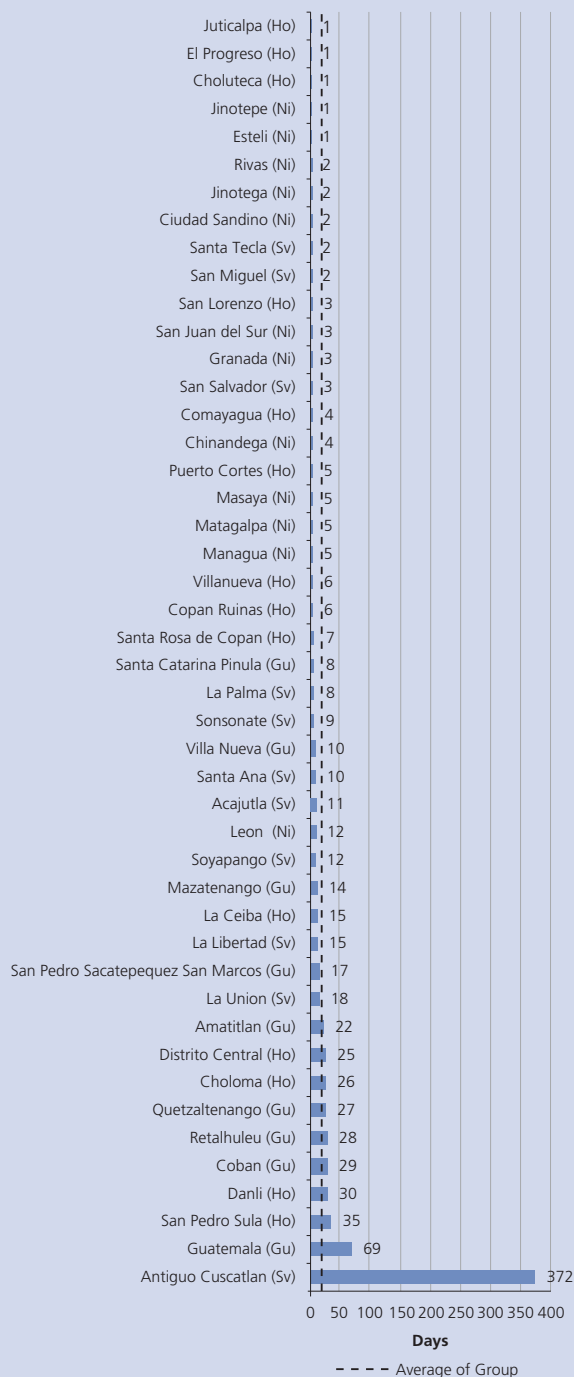 Juticalpa (Ho) 1
El Progreso (Ho) 1
Choluteca (Ho) 1
Jinotepe (Ni) 1
Esteli (Ni) 1
Rivas (Ni) 2
Jinotega (Ni) 2
Ciudad Sandino (Ni) 2
Santa Tecla (Sv) 2
San Miguel (Sv) 2
San Lorenzo (Ho) 3
San Juan del Sur (Ni) 3
Granada (Ni) 3
San Salvador (Sv) 3
Comayagua (Ho) 4
Chinandega (Ni) 4
Puerto Cortes (Ho) 5
Masaya (Ni) 5
Matagalpa (Ni) 5
Managua (Ni) 5
Villanueva (Ho) 6
Copan Ruinas (Ho) 6
Santa Rosa de Copan (Ho) 7
Santa Catarina Pinula (Gu) 8
La Palma (Sv) 8
Sonsonate (Sv) 9
Villa Nueva (Gu) 10
Santa Ana (Sv) 10
Acajutla (Sv) 11
Leon (Ni) 12
Soyapango (Sv) 12
Mazatenango (Gu) 14
La Ceiba (Ho) 15
La Libertad (Sv) 15
San Pedro Sacatepequez San Marcos (Gu) 17
La Union (Sv) 18
Amatitlan (Gu) 22
Distrito Central (Ho) 25
Choloma (Ho) 26
Quetzaltenango (Gu) 27
Retalhuleu (Gu) 28
Coban (Gu) 29
Danli (Ho) 30
San Pedro Sula (Ho) 35
Guatemala (Gu) 69
Antiguo Cuscatlan (Sv) 372
0 50 100 150 200 250 300 350 400
Days
Average of Group